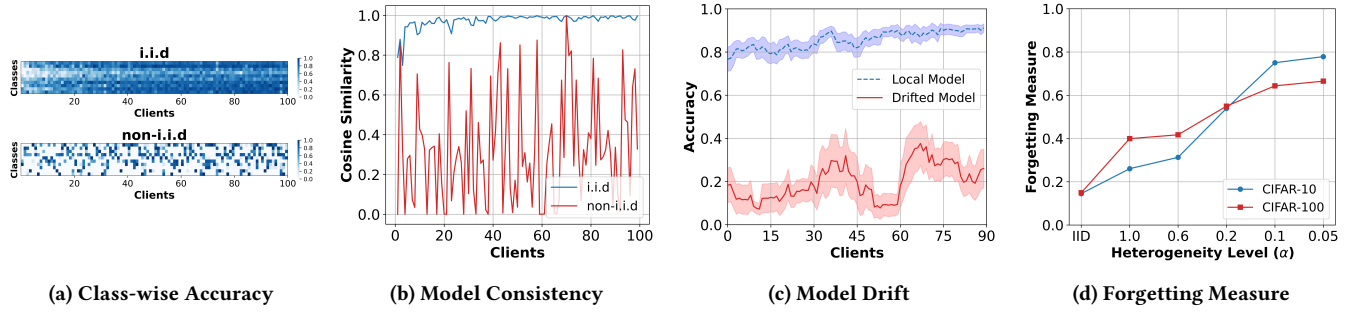 i.i.d
Classes
1.0
0.8
0.6
0.4
0.2
0.0
20 40 60 80 100
Clients
non-i.i.d
Classes
1.0
0.8
0.6
0.4
0.2
0.0
20 40 60 80 100
Clients
(a) Class-wise Accuracy
Cosine Similarity
1.0
0.8
0.6
0.4
0.2
0.0
i.i.d
non-i.i.d
0 20 40 60 80 100
Clients
(b) Model Consistency
Accuracy
1.0
0.8
0.6
0.4
0.2
0.0
Local Model
Drifted Model
0 15 30 45 60 75 90
Clients
(c) Model Drift
Forgetting Measure
1.0
0.8
0.6
0.4
0.2
0.0
CIFAR-10
CIFAR-100
IID 1.0 0.6 0.2 0.1 0.05
Heterogeneity Level (α)
(d) Forgetting Measure